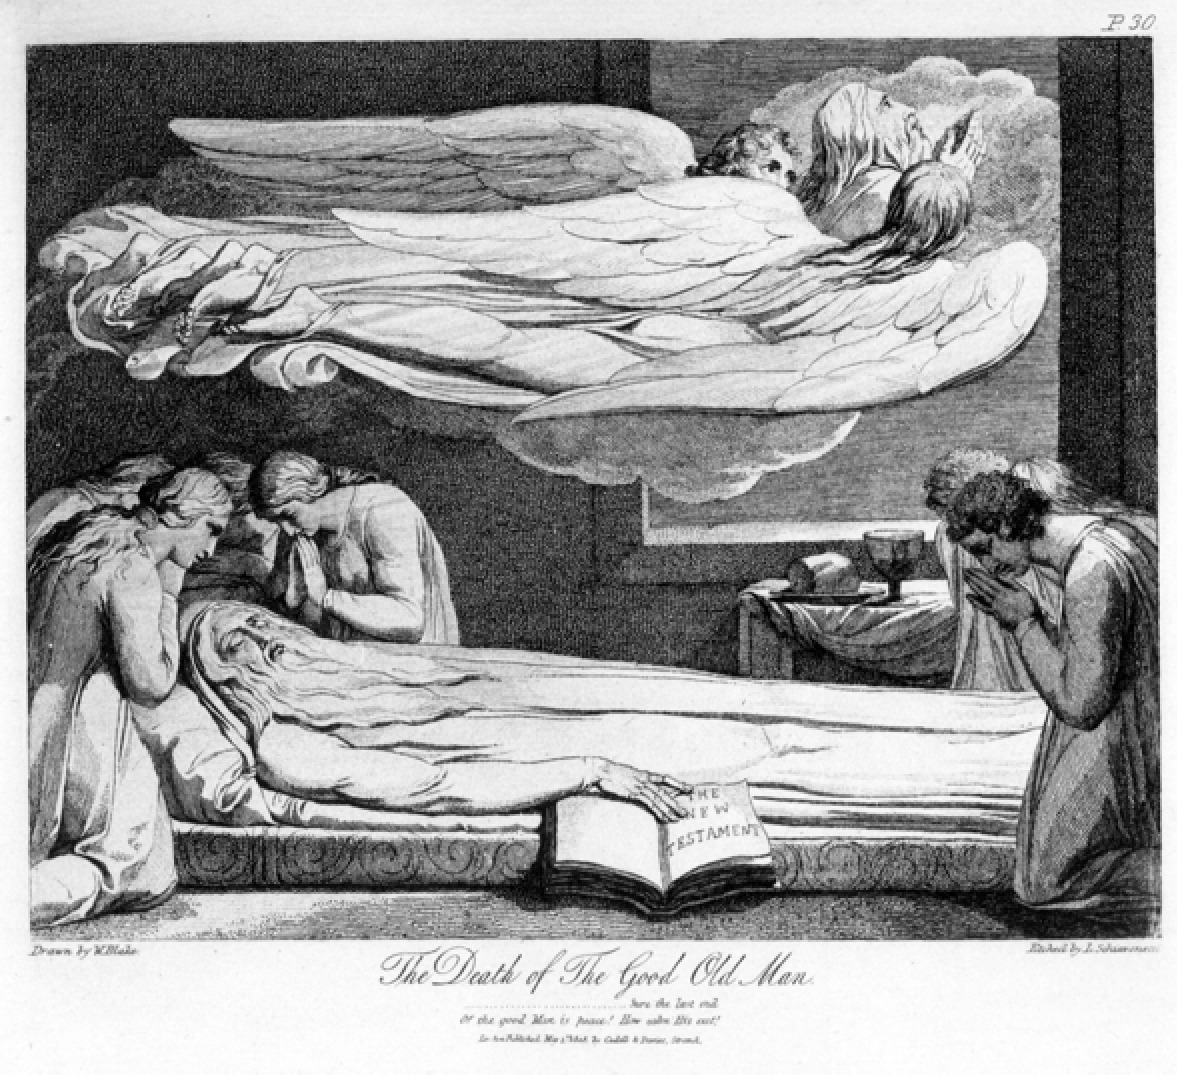 P. 30
THE
NEW
TESTAMENT
Drawn by W. Blake.
Etched by L. Schiavonetti
The Death of The Good Old Man.
the last end
Of the good Man is peace! How calm His exit!
London Published May 1st 1808, by Cadell & Davies, Strand.